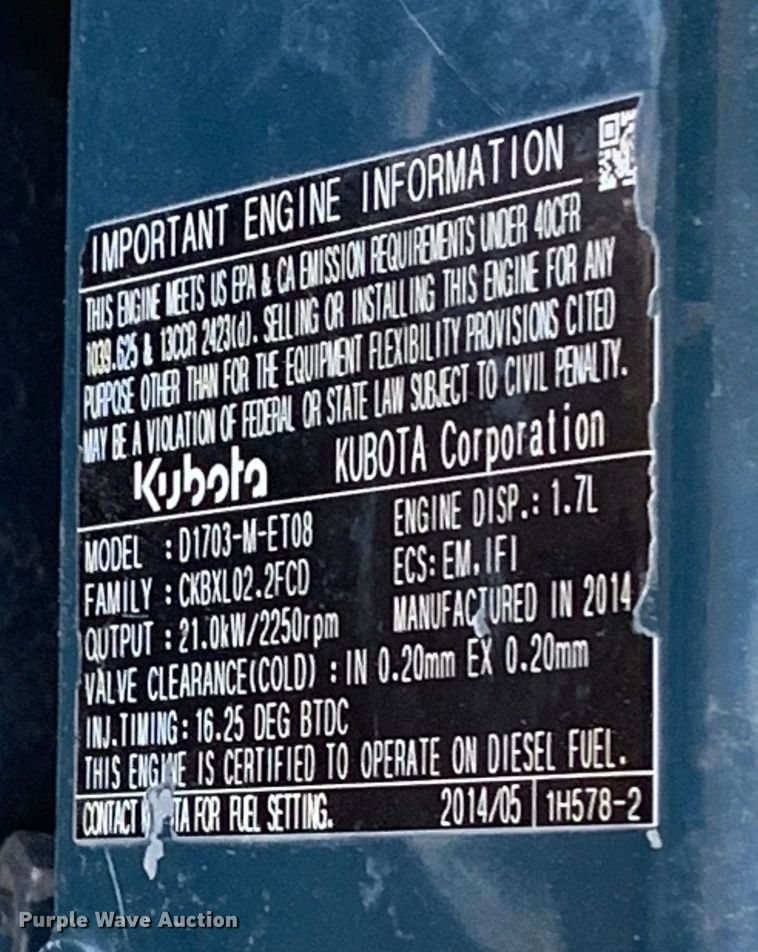 IMPORTANT ENGINE INFORMATION
THIS ENGINE MEETS US EPA & CA EMISSION REQUIREMENTS UNDER 40CFR
1039.625 & 13CCR 2423(d). SELLING OR INSTALLING THIS ENGINE FOR ANY
PURPOSE OTHER THAN FOR THE EQUIPMENT FLEXIBILITY PROVISIONS CITED
MAY BE A VIOLATION OF FEDERAL OR STATE LAW SUBJECT TO CIVIL PENALTY.
Kubota KUBOTA Corporation
MODEL : D1703-M-ET08 ENGINE DISP.: 1.7L
FAMILY : CKBXL02.2FCD ECS: EM, IFI
OUTPUT : 21.0kW/2250rpm MANUFACTURED IN 2014
VALVE CLEARANCE(COLD) : IN 0.20mm EX 0.20mm
INJ.TIMING: 16.25 DEG BTDC
THIS ENGINE IS CERTIFIED TO OPERATE ON DIESEL FUEL.
CONTACT KUBOTA FOR FUEL SETTING. 2014/05 1H578-2
Purple Wave Auction